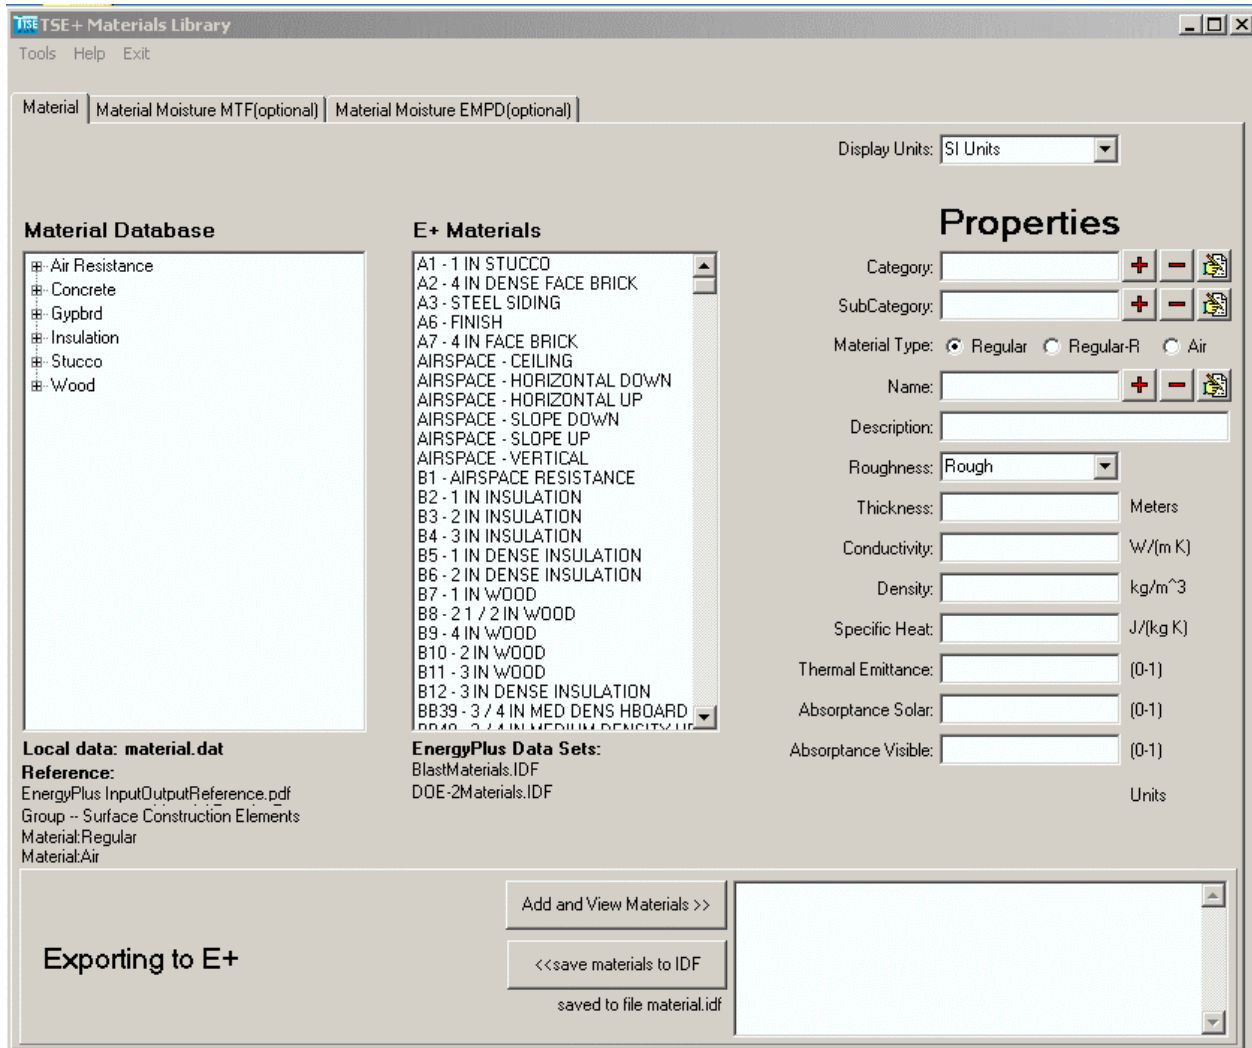 TSE TSE+ Materials Library
Tools Help Exit
Material Material Moisture MTF(optional) Material Moisture EMPD(optional)
Display Units: SI Units
Material Database
Air Resistance
Concrete
Gypbrd
Insulation
Stucco
Wood
Local data: material.dat
Reference:
EnergyPlus InputOutputReference.pdf
Group -- Surface Construction Elements
Material:Regular
Material:Air
E+ Materials
A1 - 1 IN STUCCO
A2 - 4 IN DENSE FACE BRICK
A3 - STEEL SIDING
A6 - FINISH
A7 - 4 IN FACE BRICK
AIRSPACE - CEILING
AIRSPACE - HORIZONTAL DOWN
AIRSPACE - HORIZONTAL UP
AIRSPACE - SLOPE DOWN
AIRSPACE - SLOPE UP
AIRSPACE - VERTICAL
B1 - AIRSPACE RESISTANCE
B2 - 1 IN INSULATION
B3 - 2 IN INSULATION
B4 - 3 IN INSULATION
B5 - 1 IN DENSE INSULATION
B6 - 2 IN DENSE INSULATION
B7 - 1 IN WOOD
B8 - 2 1 / 2 IN WOOD
B9 - 4 IN WOOD
B10 - 2 IN WOOD
B11 - 3 IN WOOD
B12 - 3 IN DENSE INSULATION
BB39 - 3 / 4 IN MED DENS HBOARD
EnergyPlus Data Sets:
BlastMaterials.IDF
DOE-2Materials.IDF
Properties
Category:
SubCategory:
Material Type: Regular Regular-R Air
Name:
Description:
Roughness: Rough
Thickness: Meters
Conductivity: W/(m K)
Density: kg/m^3
Specific Heat: J/(kg K)
Thermal Emittance: (0-1)
Absorptance Solar: (0-1)
Absorptance Visible: (0-1)
Units
Exporting to E+
Add and View Materials >>
<<save materials to IDF
saved to file material.idf